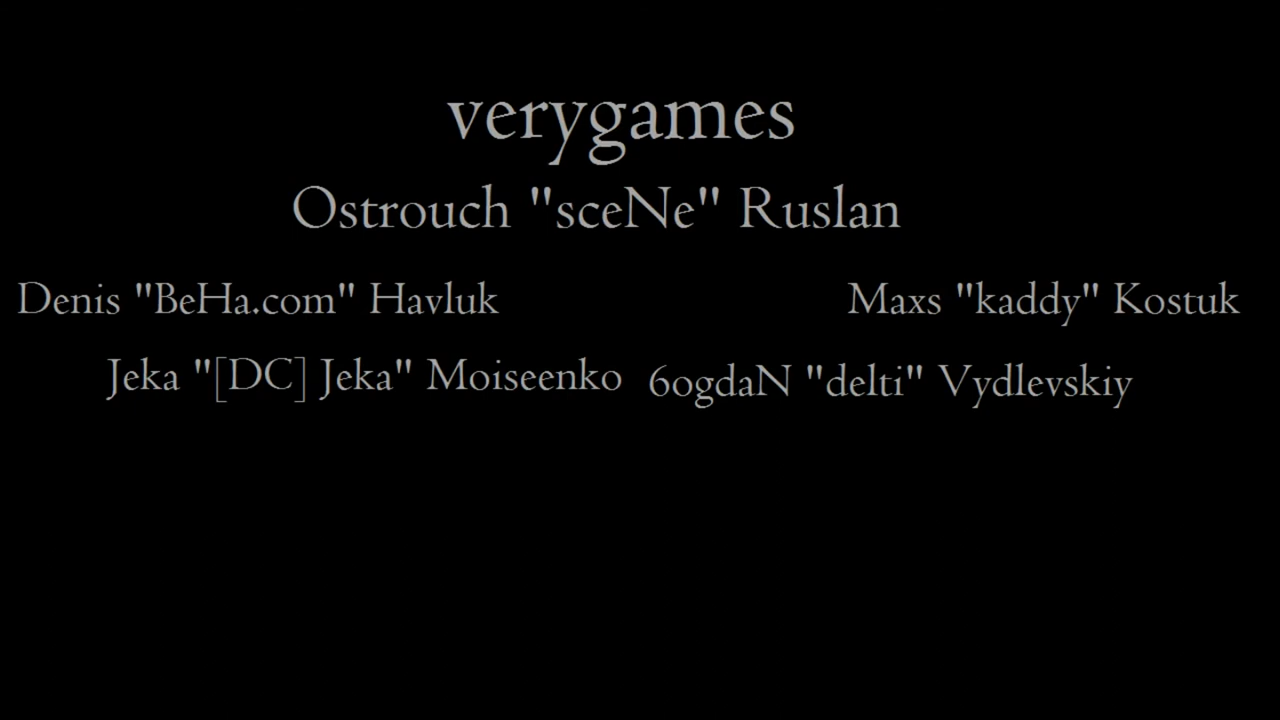 verygames
Ostrouch "sceNe" Ruslan
Denis "BeHa.com" Havluk
Maxs "kaddy" Kostuk
Jeka "[DC] Jeka" Moiseenko
6ogdaN "delti" Vydlevskiy